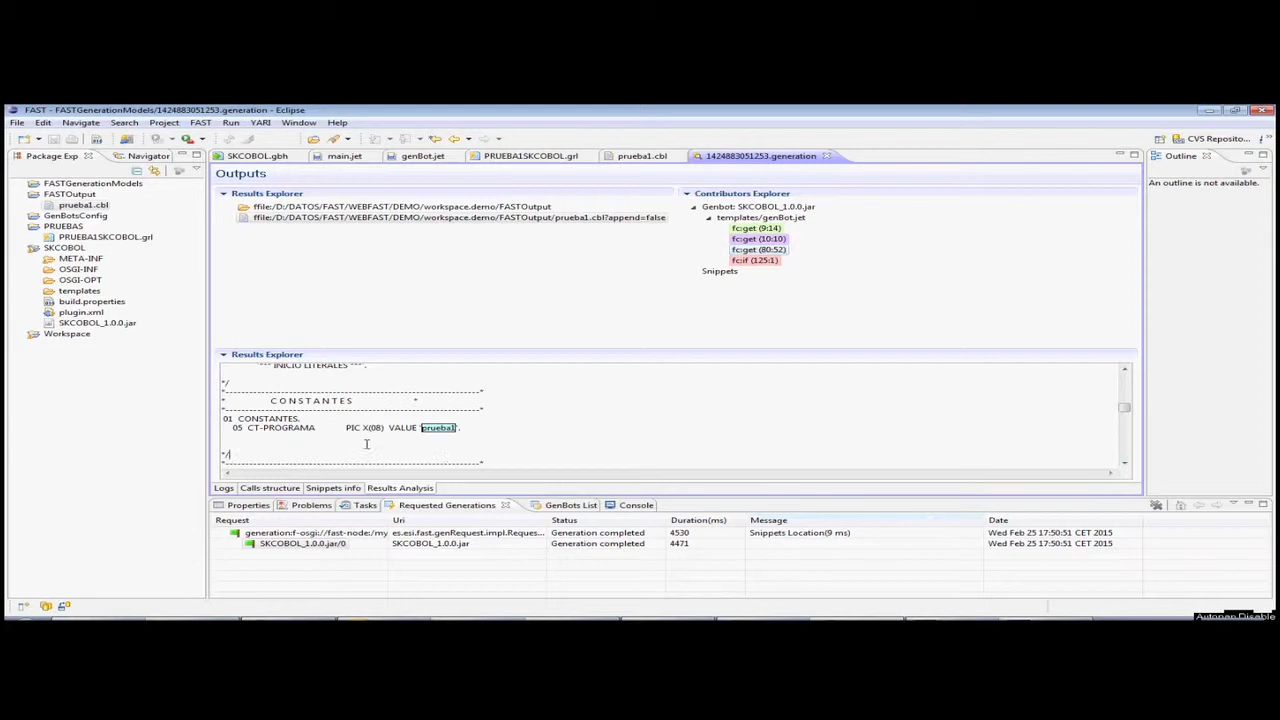 FAST - FASTGenerationModels/1424883051253.generation - Eclipse
File Edit Navigate Search Project FAST Run YARI Window Help
CVS Reposito...
Package Exp Navigator
SKCOBOL.gbh main.jet genBot.jet PRUEBA1SKCOBOL.grl prueba1.cbl 1424883051253.generation
Outline
An outline is not available.
FASTGenerationModels
FASTOutput
prueba1.cbl
GenBotsConfig
PRUEBAS
PRUEBA1SKCOBOL.grl
SKCOBOL
META-INF
OSGI-INF
OSGI-OPT
templates
build.properties
plugin.xml
SKCOBOL_1.0.0.jar
Workspace
Outputs
Results Explorer
ffile:/D:/DATOS/FAST/WEBFAST/DEMO/workspace.demo/FASTOutput
ffile:/D:/DATOS/FAST/WEBFAST/DEMO/workspace.demo/FASTOutput/prueba1.cbl?append=false
Contributors Explorer
Genbot: SKCOBOL_1.0.0.jar
templates/genBot.jet
fc:get (9:14)
fc:get (10:10)
fc:get (80:52)
fc:if (125:1)
Snippets
Results Explorer
'*** INICIO LITERALES ***'.
*/
*------------------------------------------------------------------*
* C O N S T A N T E S *
*------------------------------------------------------------------*
01 CONSTANTES.
05 CT-PROGRAMA PIC X(08) VALUE 'prueba1'.
*/
*------------------------------------------------------------------*
Logs Calls structure Snippets info Results Analysis
Properties Problems Tasks Requested Generations GenBots List Console
Request Uri Status Duration(ms) Message Date
generation:f-osgi://fast-node:/my es.esi.fast.genRequest.impl.Reques... Generation completed 4530 Snippets Location(9 ms) Wed Feb 25 17:50:51 CET 2015
SKCOBOL_1.0.0.jar/0 SKCOBOL_1.0.0.jar Generation completed 4471 Wed Feb 25 17:50:51 CET 2015
Autopan Disable